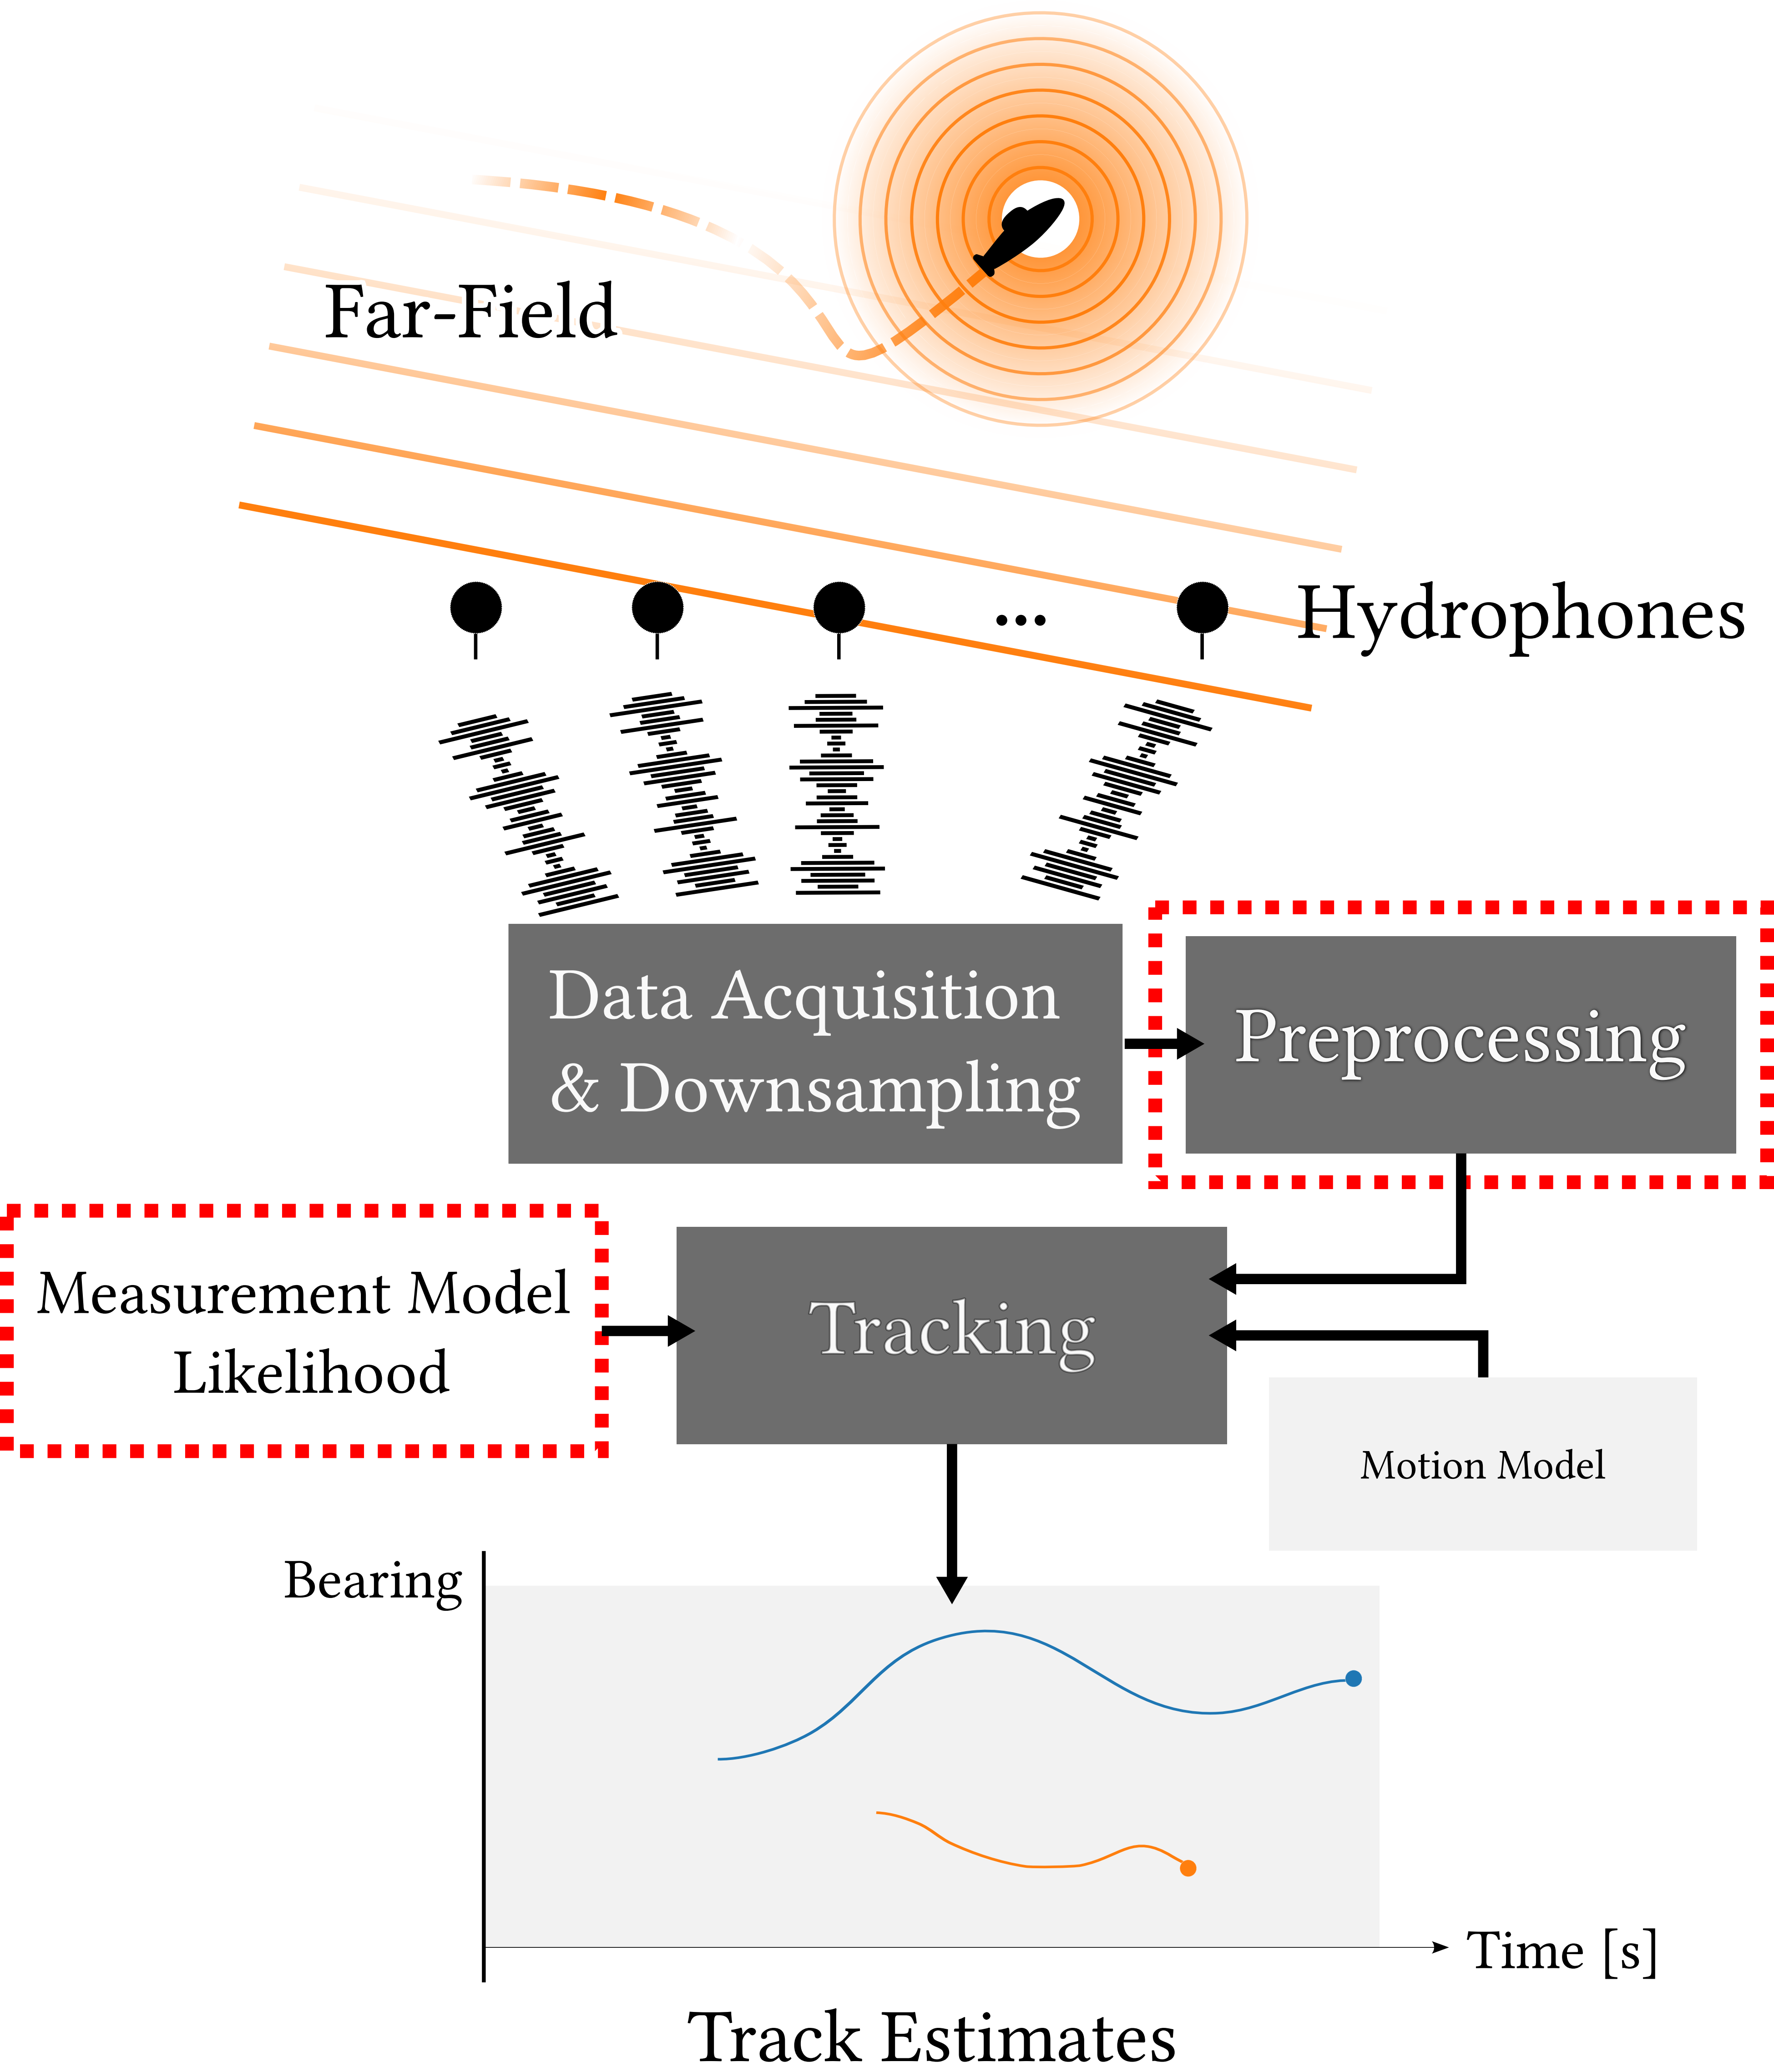 Far-Field
Hydrophones
...
Data Acquisition
& Downsampling
Preprocessing
Measurement Model
Likelihood
Tracking
Motion Model
Bearing
Time [s]
Track Estimates